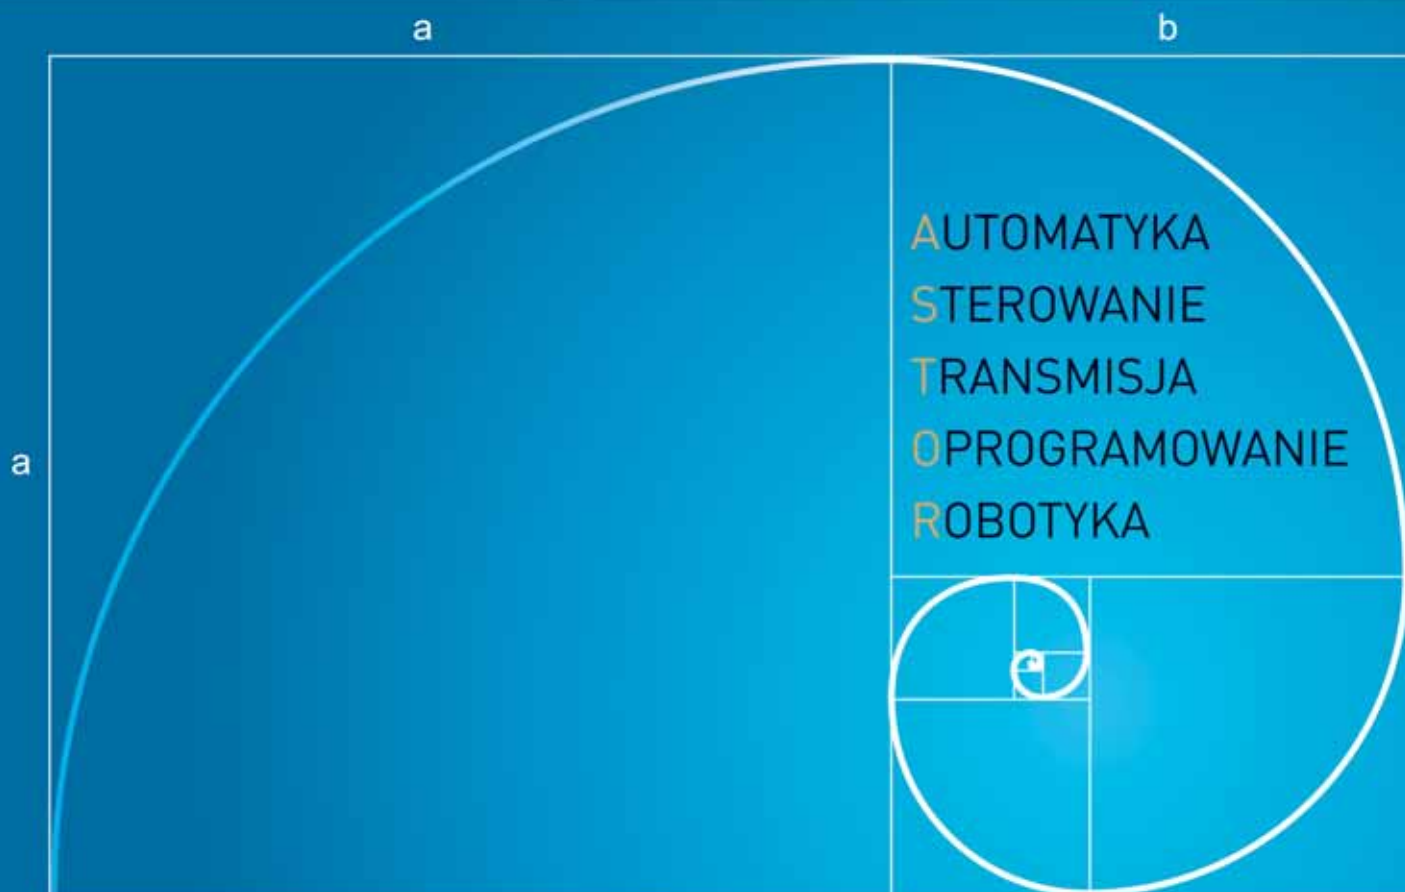 a
b
AUTOMATYKA
STEROWANIE
TRANSMISJA
OPROGRAMOWANIE
a
ROBOTYKA